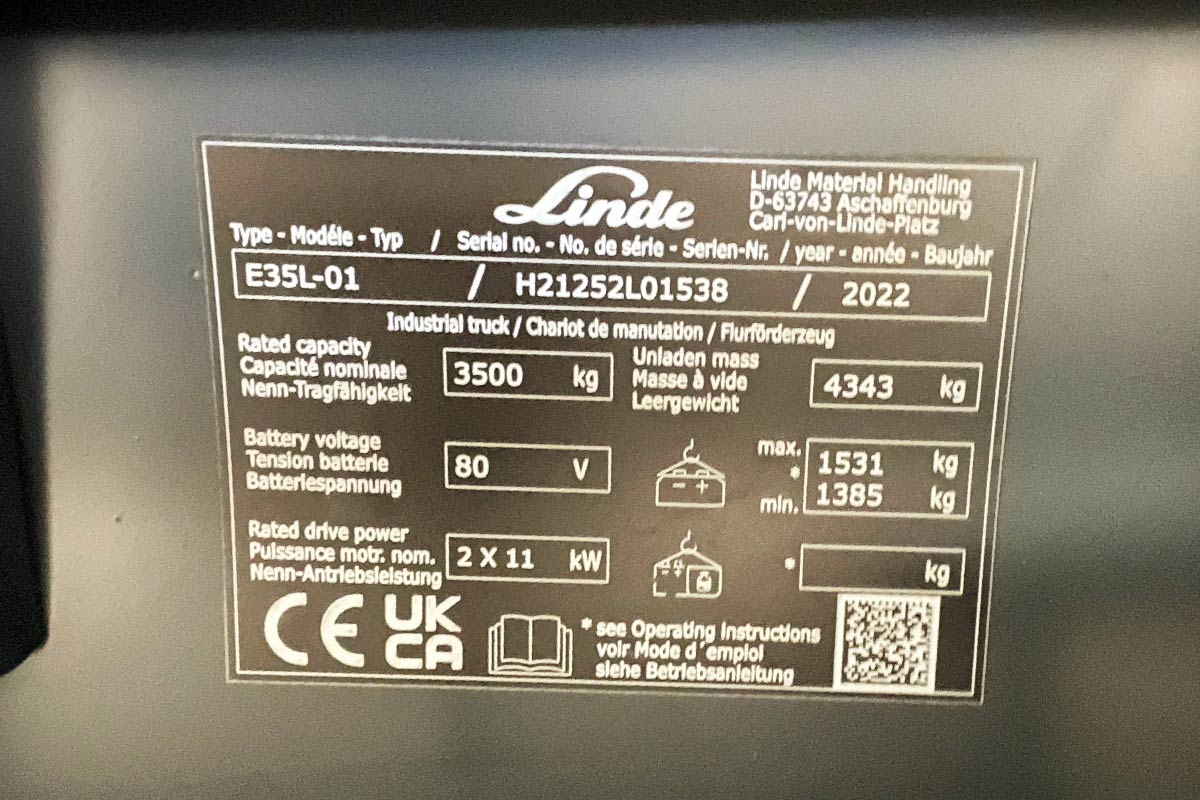 Linde
Linde Material Handling
D-63743 Aschaffenburg
Carl-von-Linde-Platz
Type - Modéle - Typ / Serial no. - No. de série - Serien-Nr. / year - année - Baujahr
E35L-01 / H21252L01538 / 2022
Industrial truck / Chariot de manutation / Flurförderzeug
Rated capacity
Capacité nominale
Nenn-Tragfähigkeit
3500 kg
Unladen mass
Masse à vide
Leergewicht
4343 kg
Battery voltage
Tension batterie
Batteriespannung
80 V
- +
max. 1531 kg
*
min. 1385 kg
Rated drive power
Puissance motr. nom.
Nenn-Antriebsleistung
2 X 11 kW
- +
* kg
CE
UK
CA
* see Operating Instructions
voir Mode d´emploi
siehe Betriebsanleitung